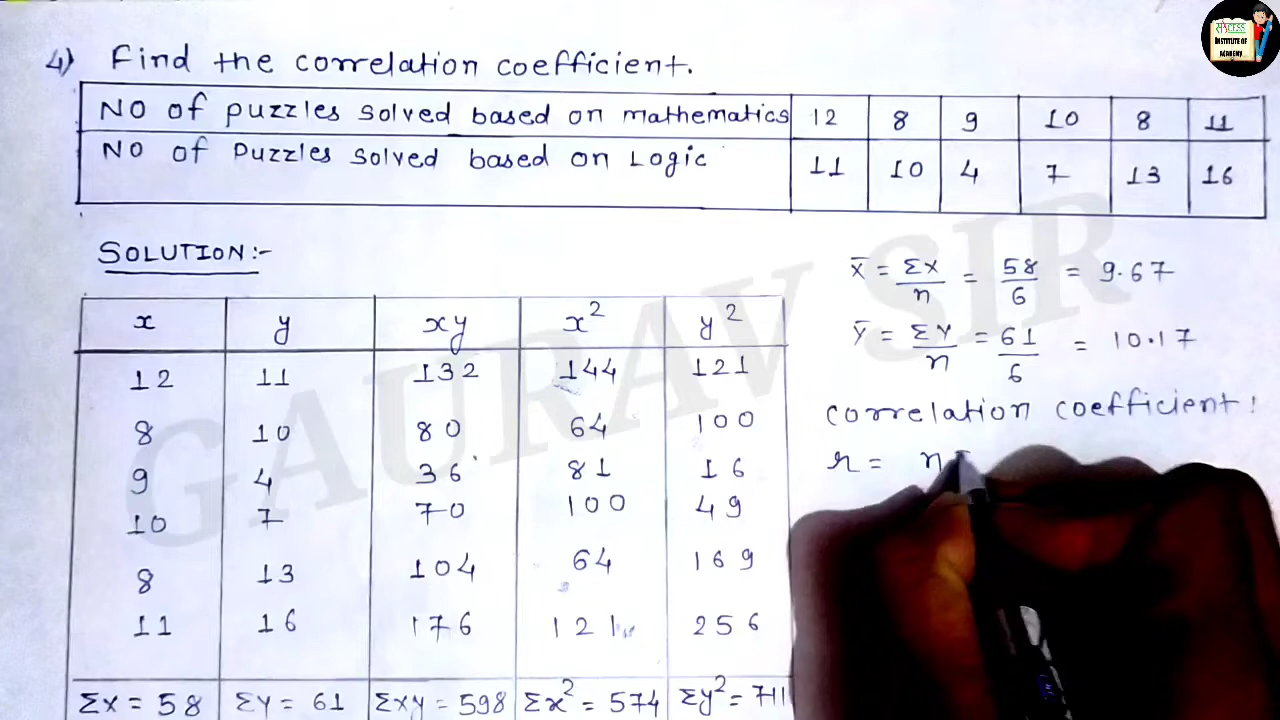 SUCCESS
INSTITUTE OF
ACADEMY
4) Find the correlation coefficient.
NO of puzzles solved based on mathematics 12 8 9 10 8 11
NO of Puzzles solved based on Logic 11 10 4 7 13 16
SOLUTION:-
x y xy x² y²
12 11 132 144 121
8 10 80 64 100
9 4 36 81 16
10 7 70 100 49
8 13 104 64 169
11 16 176 121 256
Σx = 58 Σy = 61 Σxy = 598 Σx² = 574 Σy² = 711
x̄ = Σx/n = 58/6 = 9.67
ȳ = Σy/n = 61/6 = 10.17
correlation coefficient:
r = n
GAURAV SIR